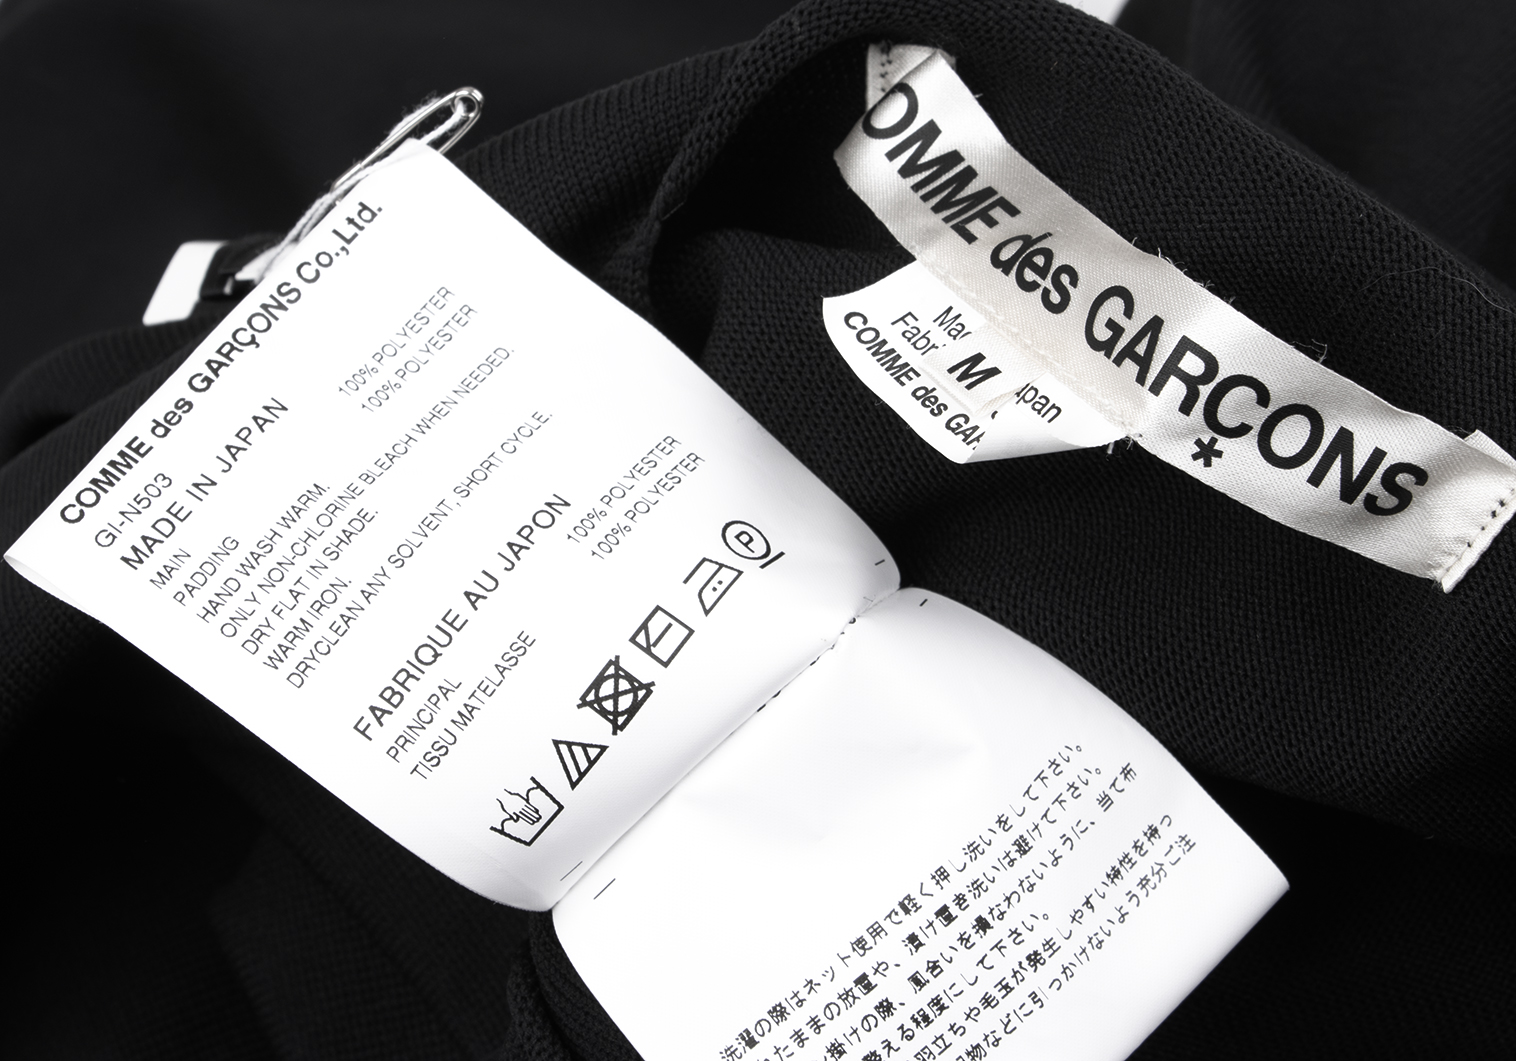 COMME des GARÇONS Co.,Ltd.
GI-N503
MADE IN JAPAN
MAIN 100% POLYESTER
PADDING 100% POLYESTER
HAND WASH WARM.
ONLY NON-CHLORINE BLEACH WHEN NEEDED.
DRY FLAT IN SHADE.
WARM IRON.
DRYCLEAN ANY SOLVENT, SHORT CYCLE.
FABRIQUE AU JAPON
PRINCIPAL 100% POLYESTER
TISSU MATELASSE 100% POLYESTER
P
OMME des GARÇONS
*
Fabr
M
COMME des GAR
洗濯の際はネット使用で軽く押し洗いをして下さい。
たままの放置や、漬け置き洗いは避けて下さい。
掛けの際、風合いを損なわないように、当て布
える程度にして下さい。
羽立ちや毛玉が発生しやすい特性を持っ
物などに引っつかけないよう充分ご注